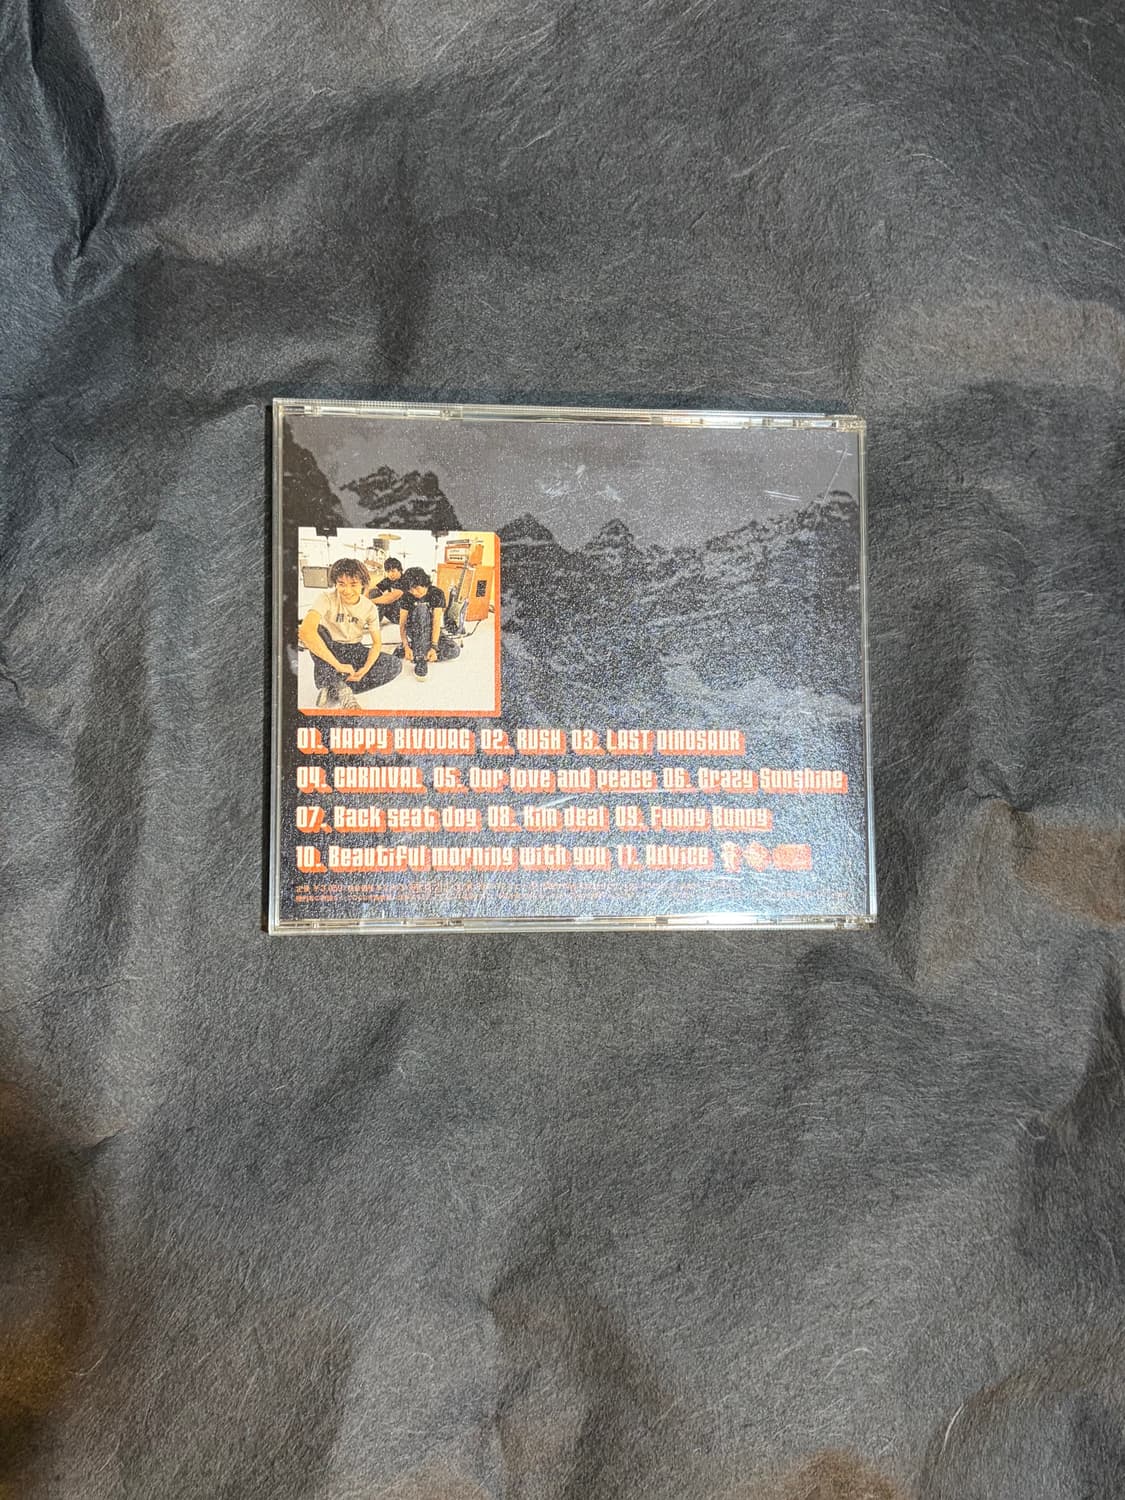 01. HAPPY BIVOUAC 02. RUSH 03. LAST DINOSAUR
04. CARNIVAL 05. Our love and peace 06. Crazy Sunshine
07. Back seat dog 08. Kim deal 09. Funny Bunny
10. Beautiful morning with you 11. Advice